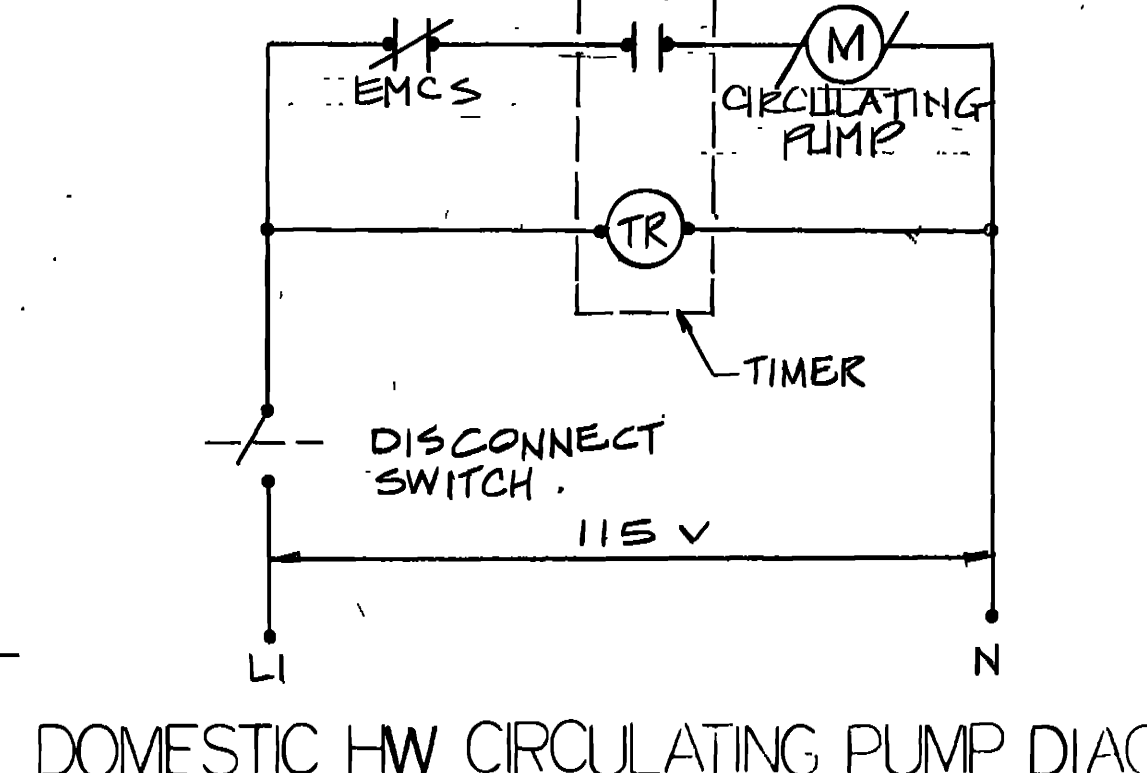 M
EMCS
CIRCULATING
PUMP
TR
TIMER
DISCONNECT
SWITCH.
115 V
L1
N
DOMESTIC HW CIRCULATING PUMP DIAG